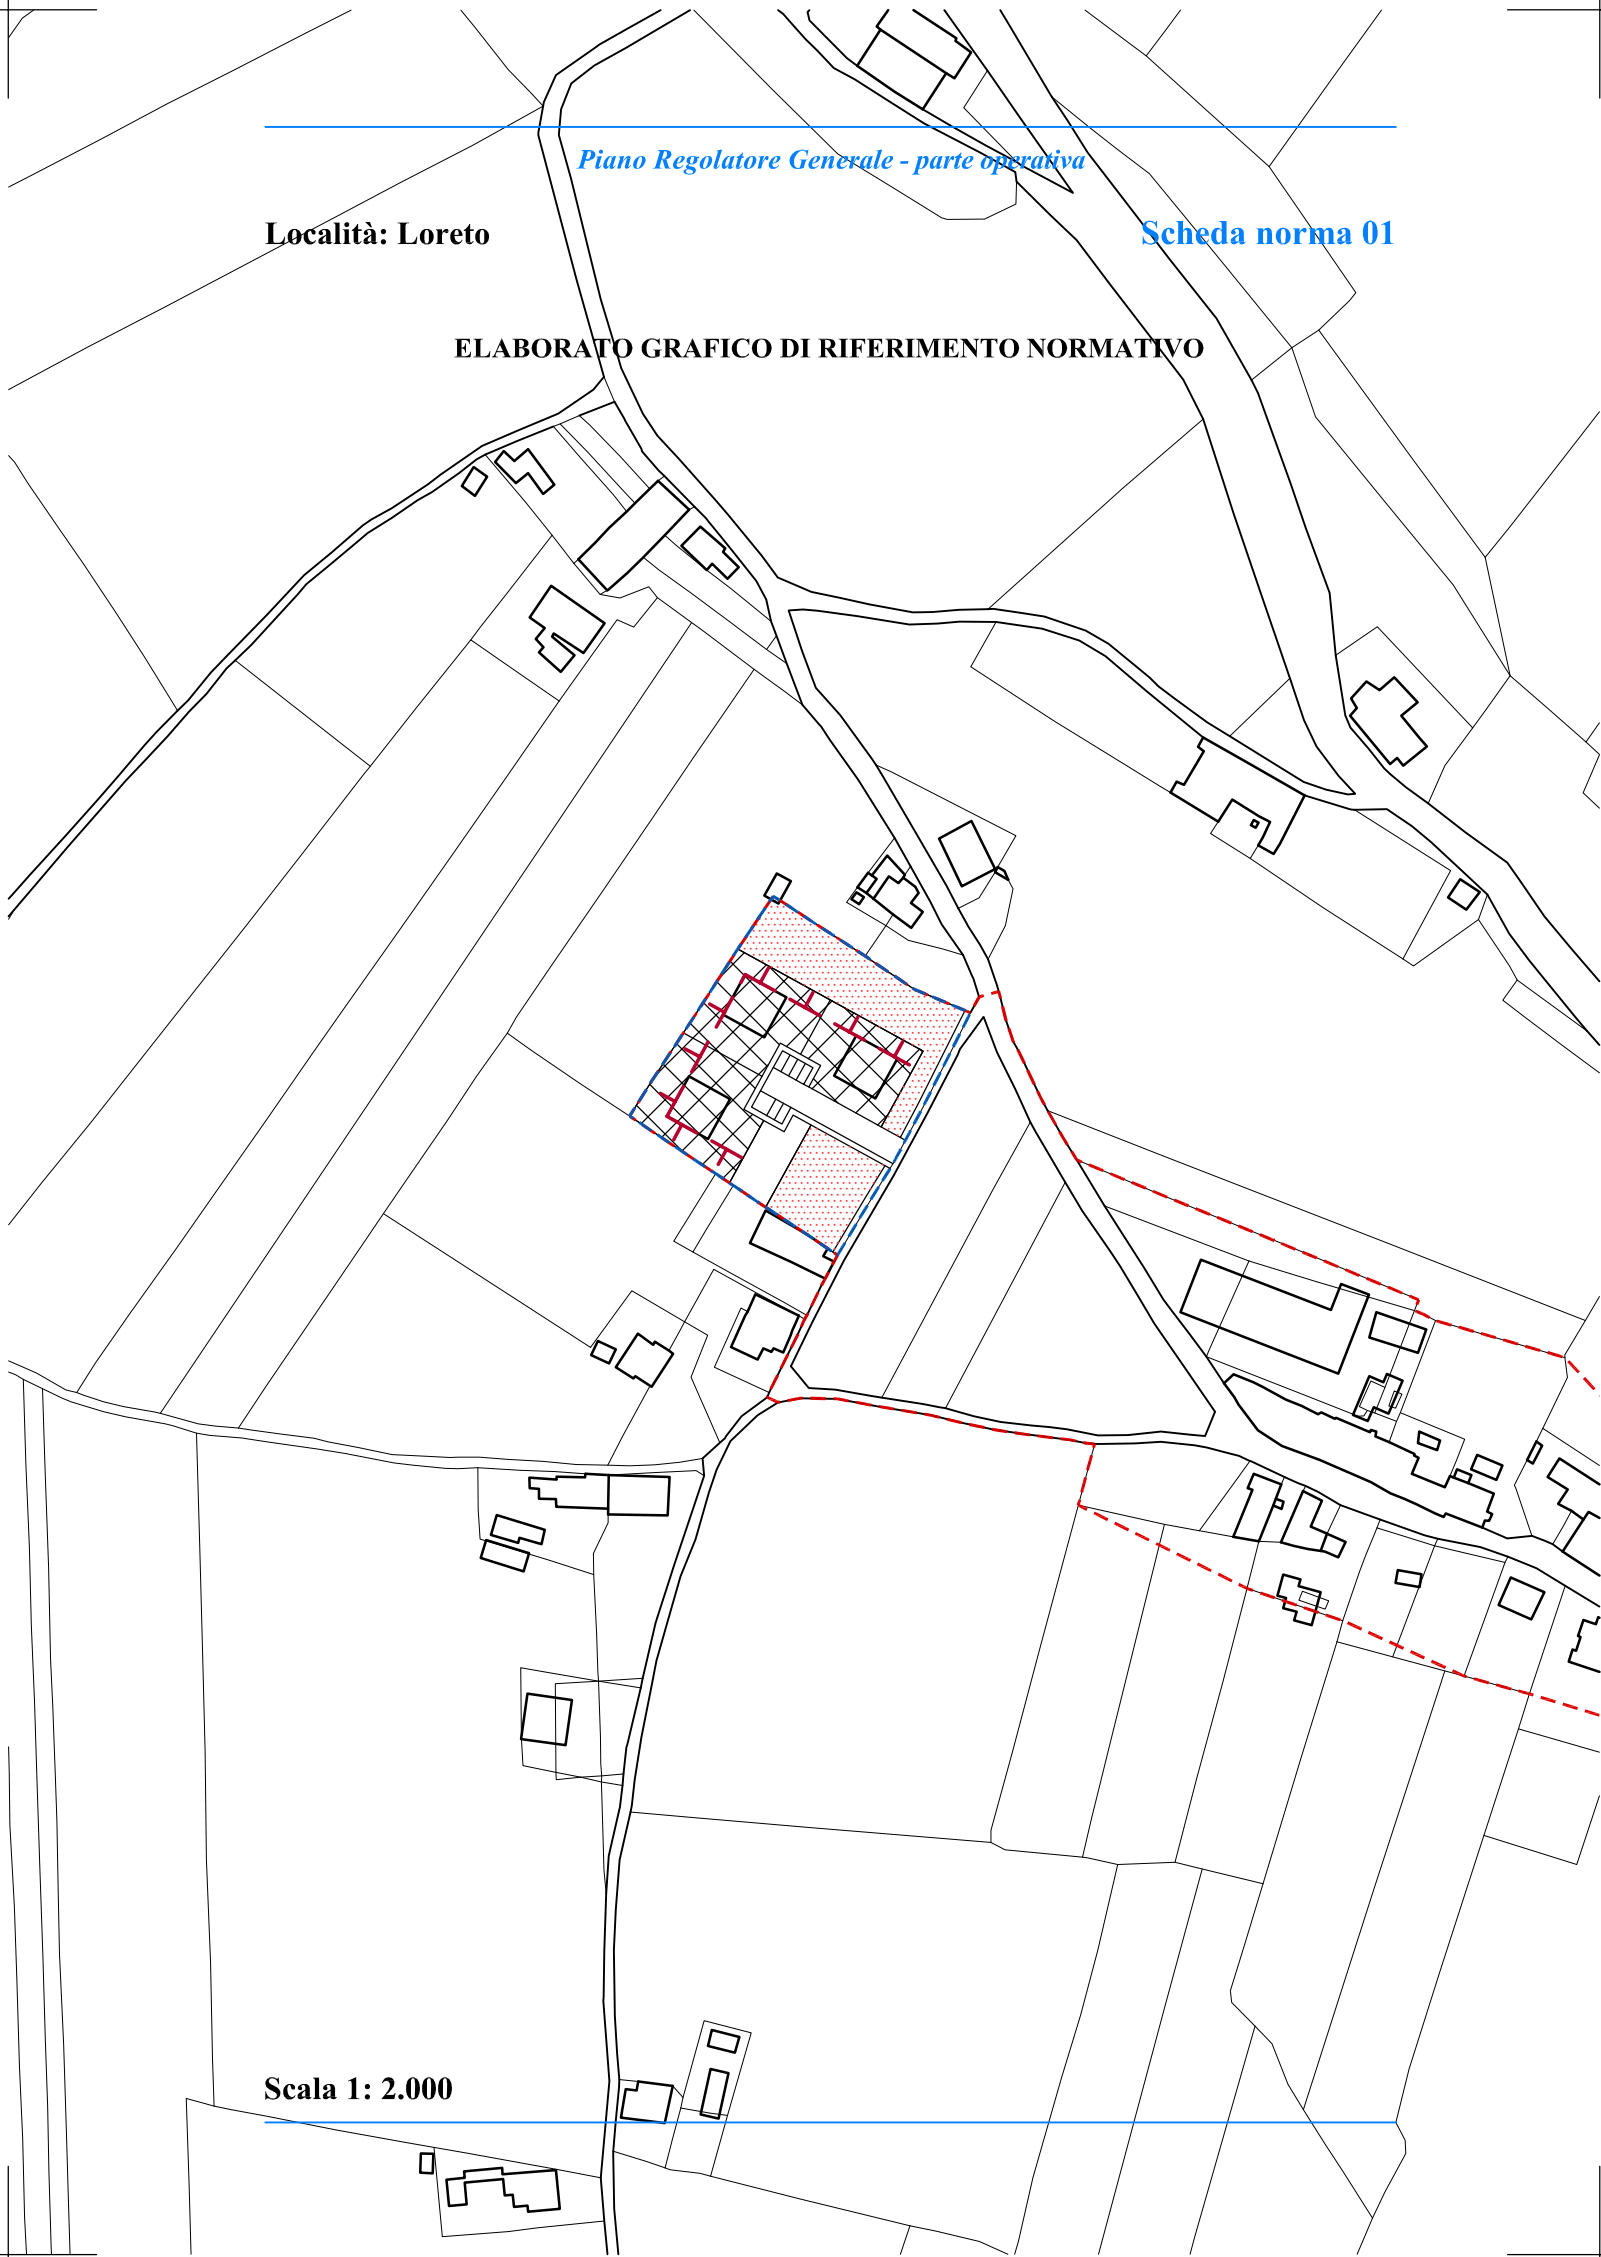 Piano Regolatore Generale - parte operativa
Località: Loreto
Scheda norma 01
ELABORATO GRAFICO DI RIFERIMENTO NORMATIVO
Scala 1: 2.000